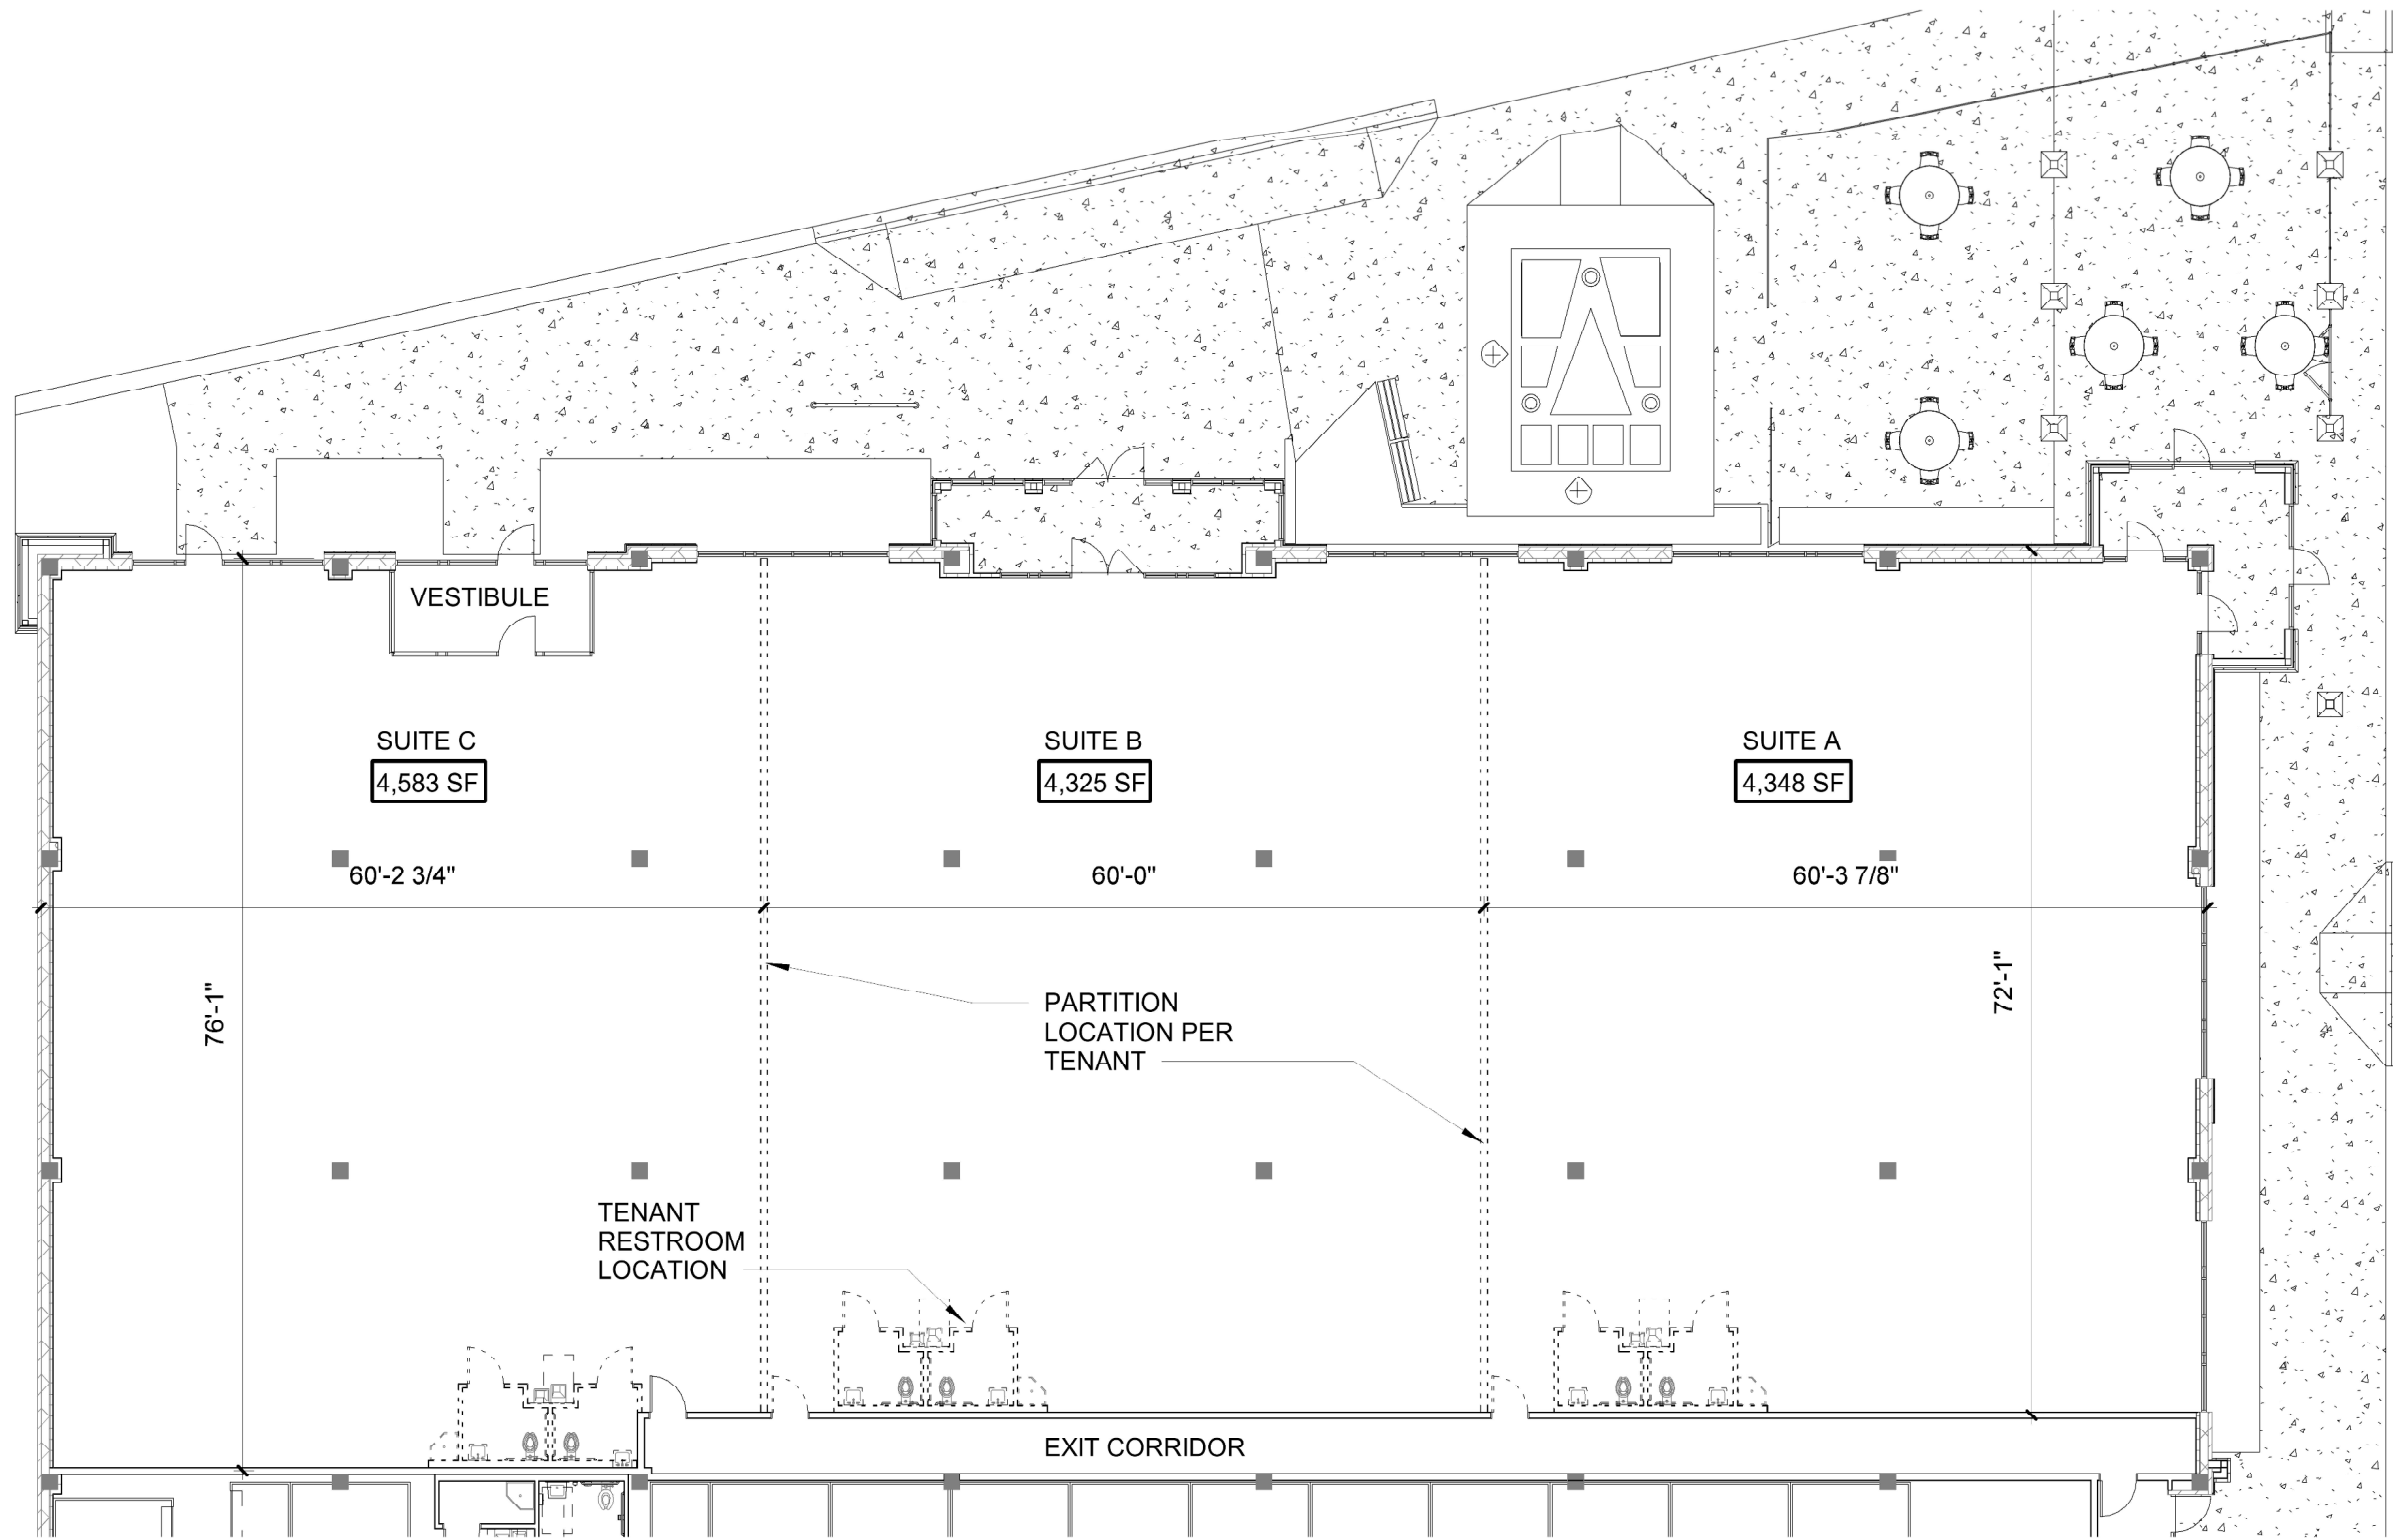 VESTIBULE
SUITE C
4,583 SF
SUITE B
4,325 SF
SUITE A
4,348 SF
60'-2 3/4"
60'-0"
60'-3 7/8"
76'-1"
72'-1"
PARTITION
LOCATION PER
TENANT
TENANT
RESTROOM
LOCATION
EXIT CORRIDOR